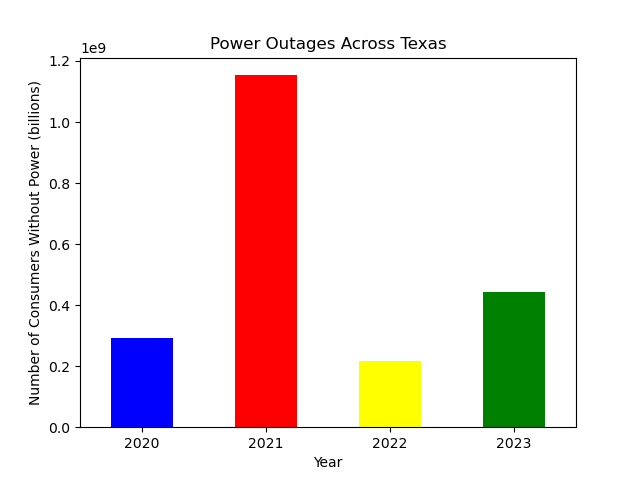 Power Outages Across Texas
1e9
Number of Consumers Without Power (billions)
1.2
1.0
0.8
0.6
0.4
0.2
0.0
2020 2021 2022 2023
Year